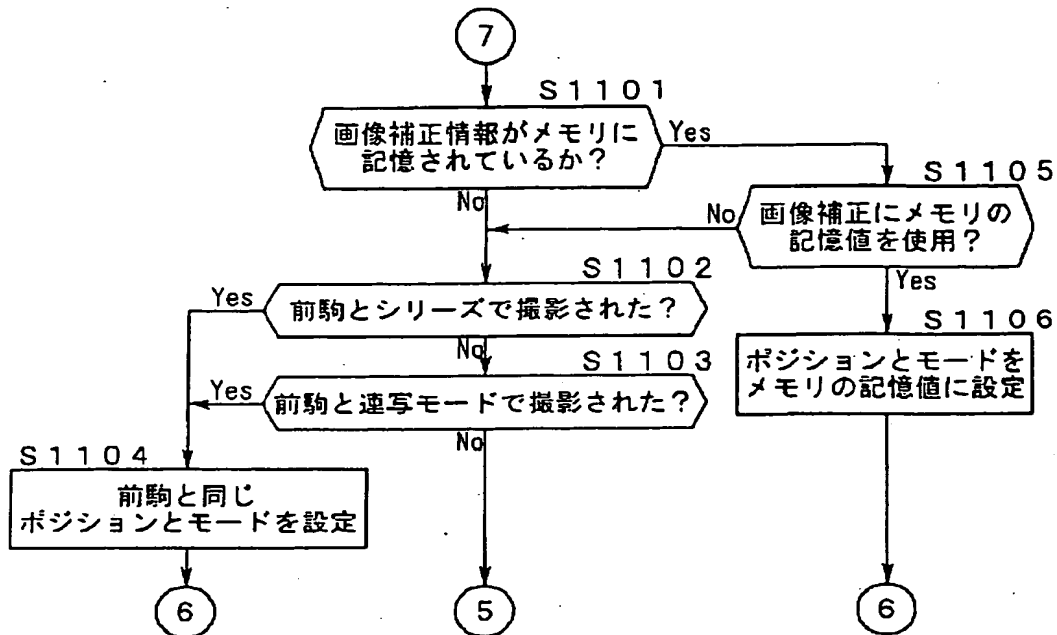 7
S1101
画像補正情報がメモリに
記憶されているか?
Yes
No
S1105
画像補正にメモリの
記憶値を使用?
No
Yes
S1102
前駒とシリーズで撮影された?
Yes
No
S1103
前駒と連写モードで撮影された?
Yes
No
S1106
ポジションとモードを
メモリの記憶値に設定
S1104
前駒と同じ
ポジションとモードを設定
6
5
6